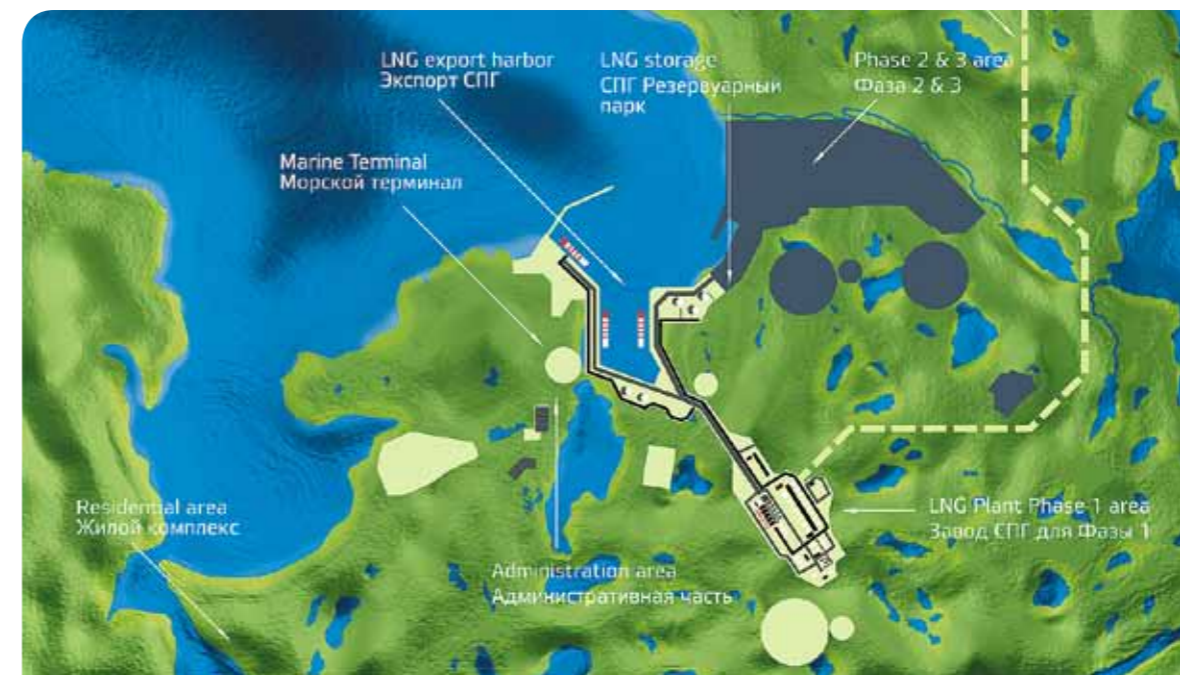 LNG export harbor
Экспорт СПГ
LNG storage
СПГ Резервуарный
парк
Phase 2 & 3 area
Фаза 2 & 3
Marine Terminal
Морской терминал
Residential area
Жилой комплекс
LNG Plant Phase 1 area
Завод СПГ для Фазы 1
Administration area
Административная часть